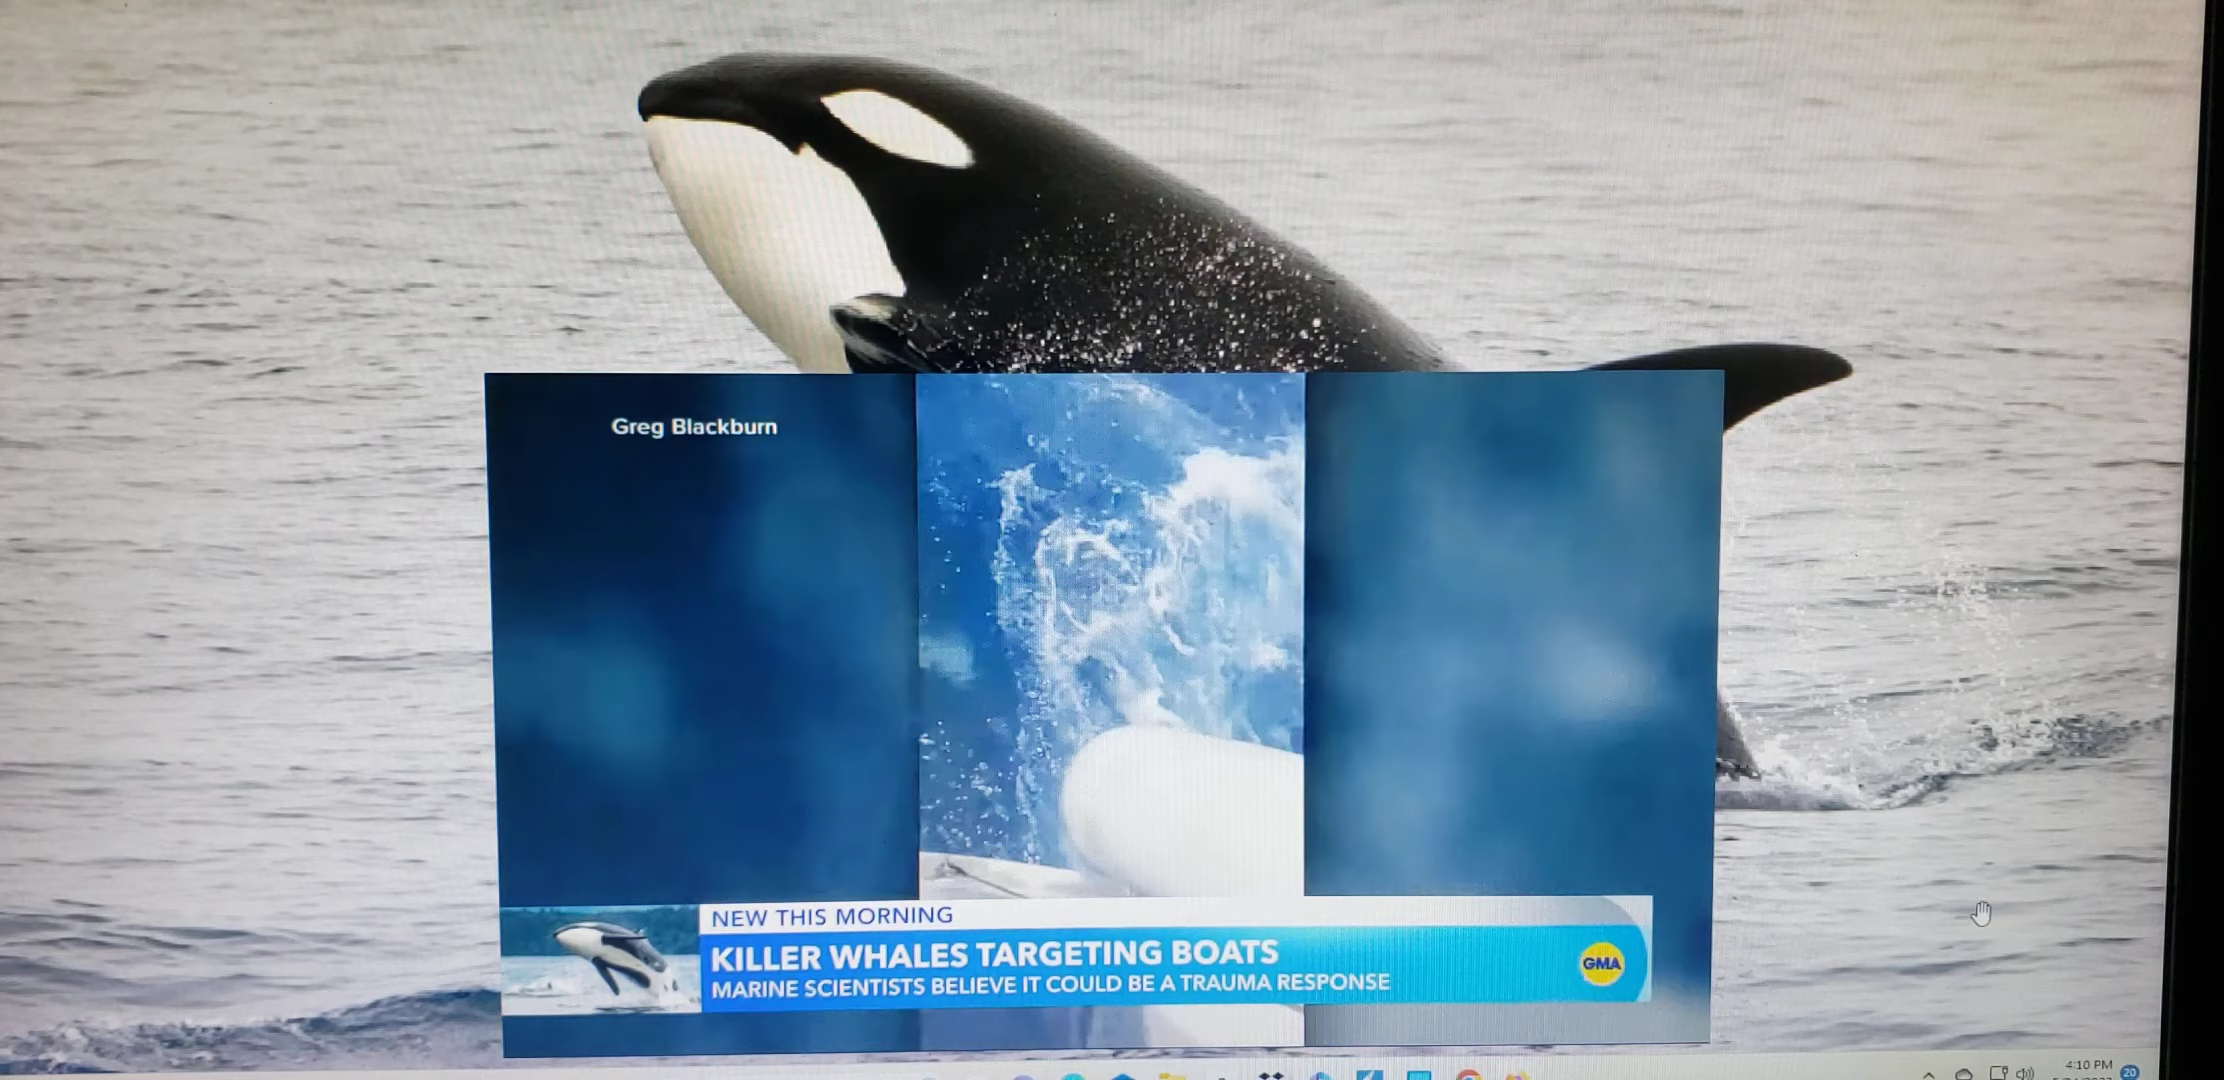 Greg Blackburn
NEW THIS MORNING
KILLER WHALES TARGETING BOATS
MARINE SCIENTISTS BELIEVE IT COULD BE A TRAUMA RESPONSE
GMA
4:10 PM
20